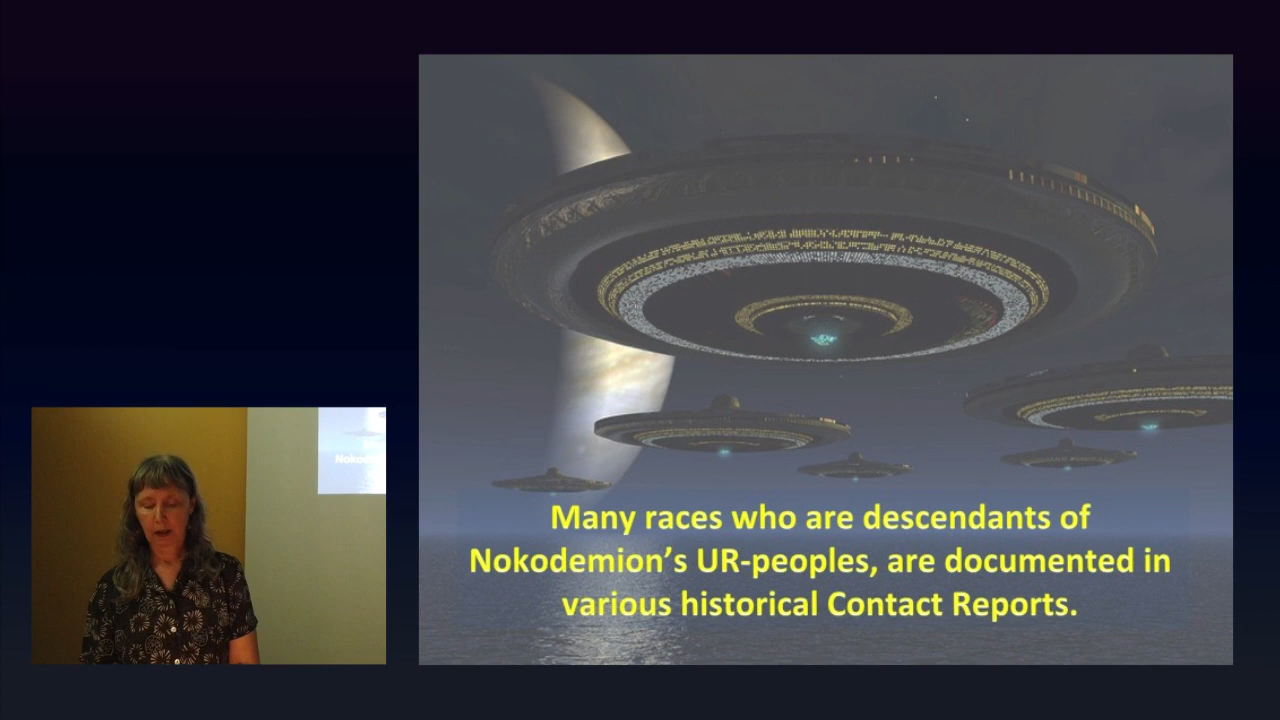 Many races who are descendants of
Nokodemion’s UR-peoples, are documented in
various historical Contact Reports.